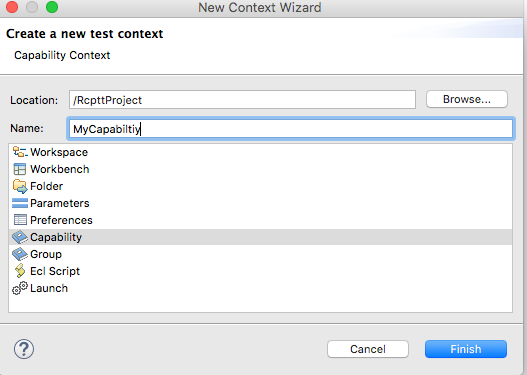 New Context Wizard
Create a new test context
Capability Context
Location: /RcpttProject Browse...
Name: MyCapabiltiy
Workspace
Workbench
Folder
Parameters
Preferences
Capability
Group
Ecl Script
Launch
? Cancel Finish